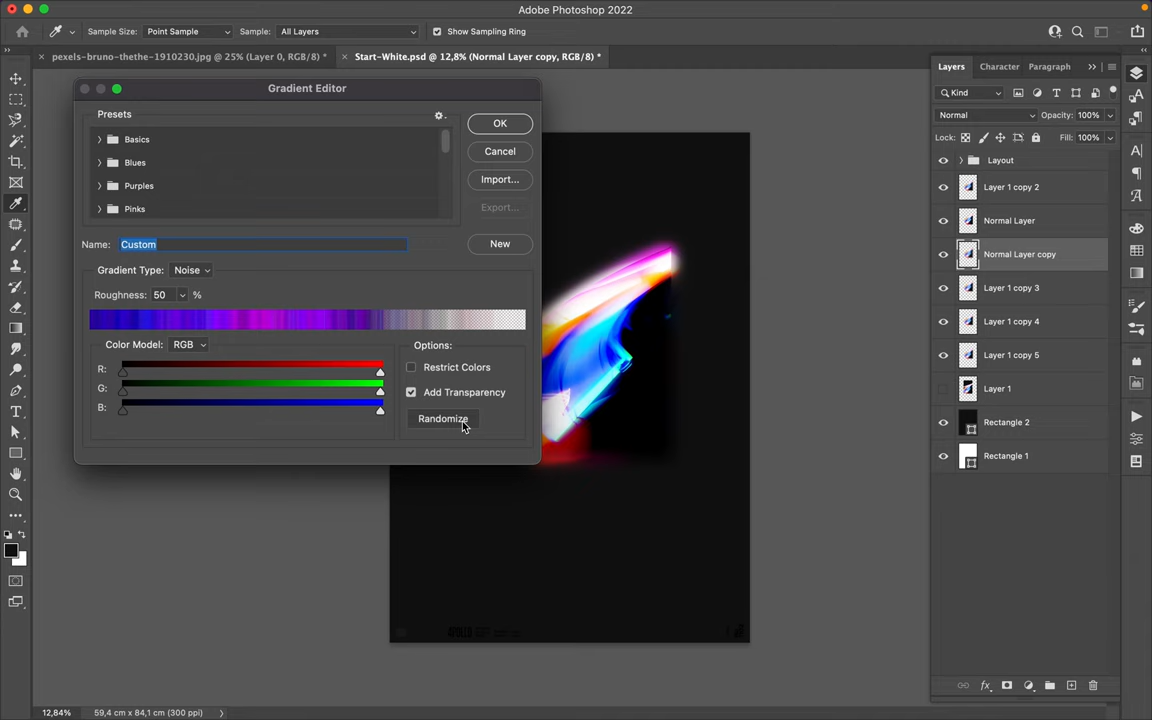 Adobe Photoshop 2022
Sample Size: Point Sample Sample: All Layers Show Sampling Ring
pexels-bruno-thethe-1910230.jpg @ 25% (Layer 0, RGB/8) *
Start-White.psd @ 12,8% (Normal Layer copy, RGB/8) *
Gradient Editor
Presets
Basics
Blues
Purples
Pinks
OK
Cancel
Import...
Export...
Name: Custom
New
Gradient Type: Noise
Roughness: 50 %
Color Model: RGB
R:
G:
B:
Options:
Restrict Colors
Add Transparency
Randomize
Layers Character Paragraph
Kind
Normal Opacity: 100%
Lock: Fill: 100%
Layout
Layer 1 copy 2
Normal Layer
Normal Layer copy
Layer 1 copy 3
Layer 1 copy 4
Layer 1 copy 5
Layer 1
Rectangle 2
Rectangle 1
12,84% 59,4 cm x 84,1 cm (300 ppi)